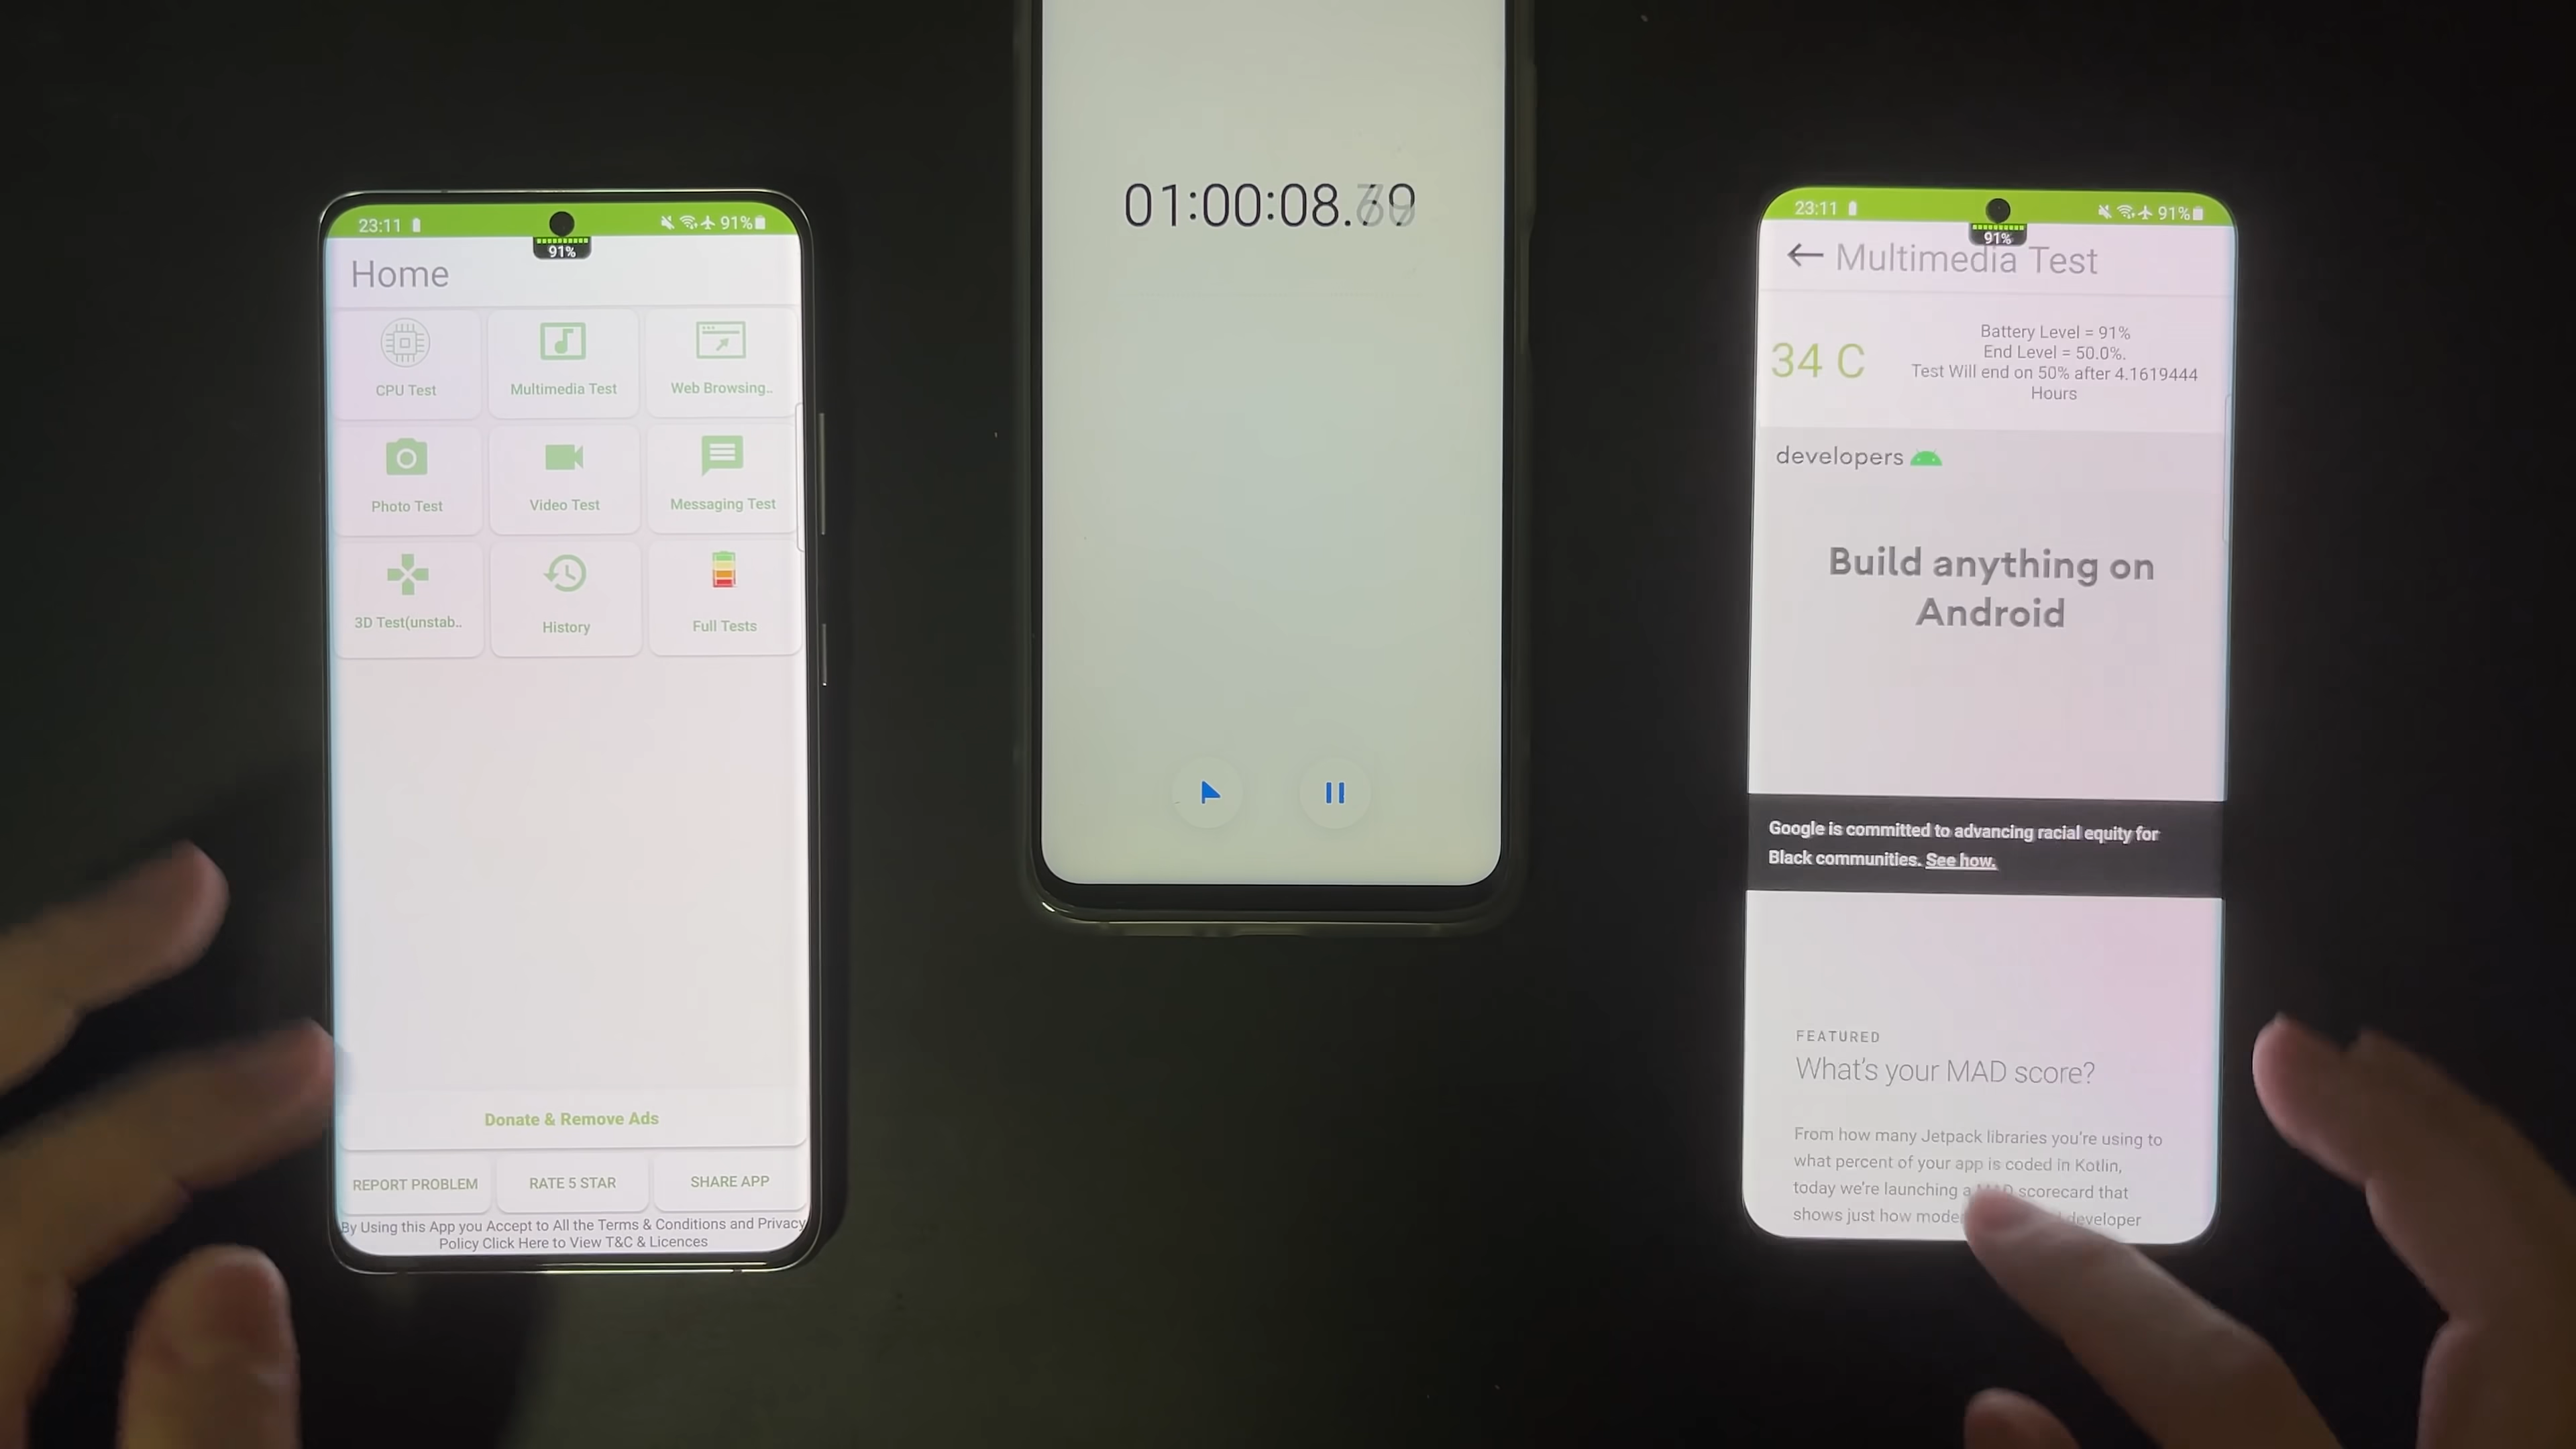 23:11
91%
91%
Home
CPU Test
Multimedia Test
Web Browsing..
Photo Test
Video Test
Messaging Test
3D Test(unstab..
History
Full Tests
Donate & Remove Ads
REPORT PROBLEM
RATE 5 STAR
SHARE APP
By Using this App you Accept to All the Terms & Conditions and Privacy
Policy Click Here to View T&C & Licences
01:00:08.
23:11
91%
91%
Multimedia Test
34 C
Battery Level = 91%
End Level = 50.0%.
Test Will end on 50% after 4.1619444
Hours
developers
Build anything on
Android
Google is committed to advancing racial equity for
Black communities. See how.
FEATURED
What's your MAD score?
From how many Jetpack libraries you're using to
what percent of your app is coded in Kotlin,
today we're launching a MAD scorecard that
shows just how developer